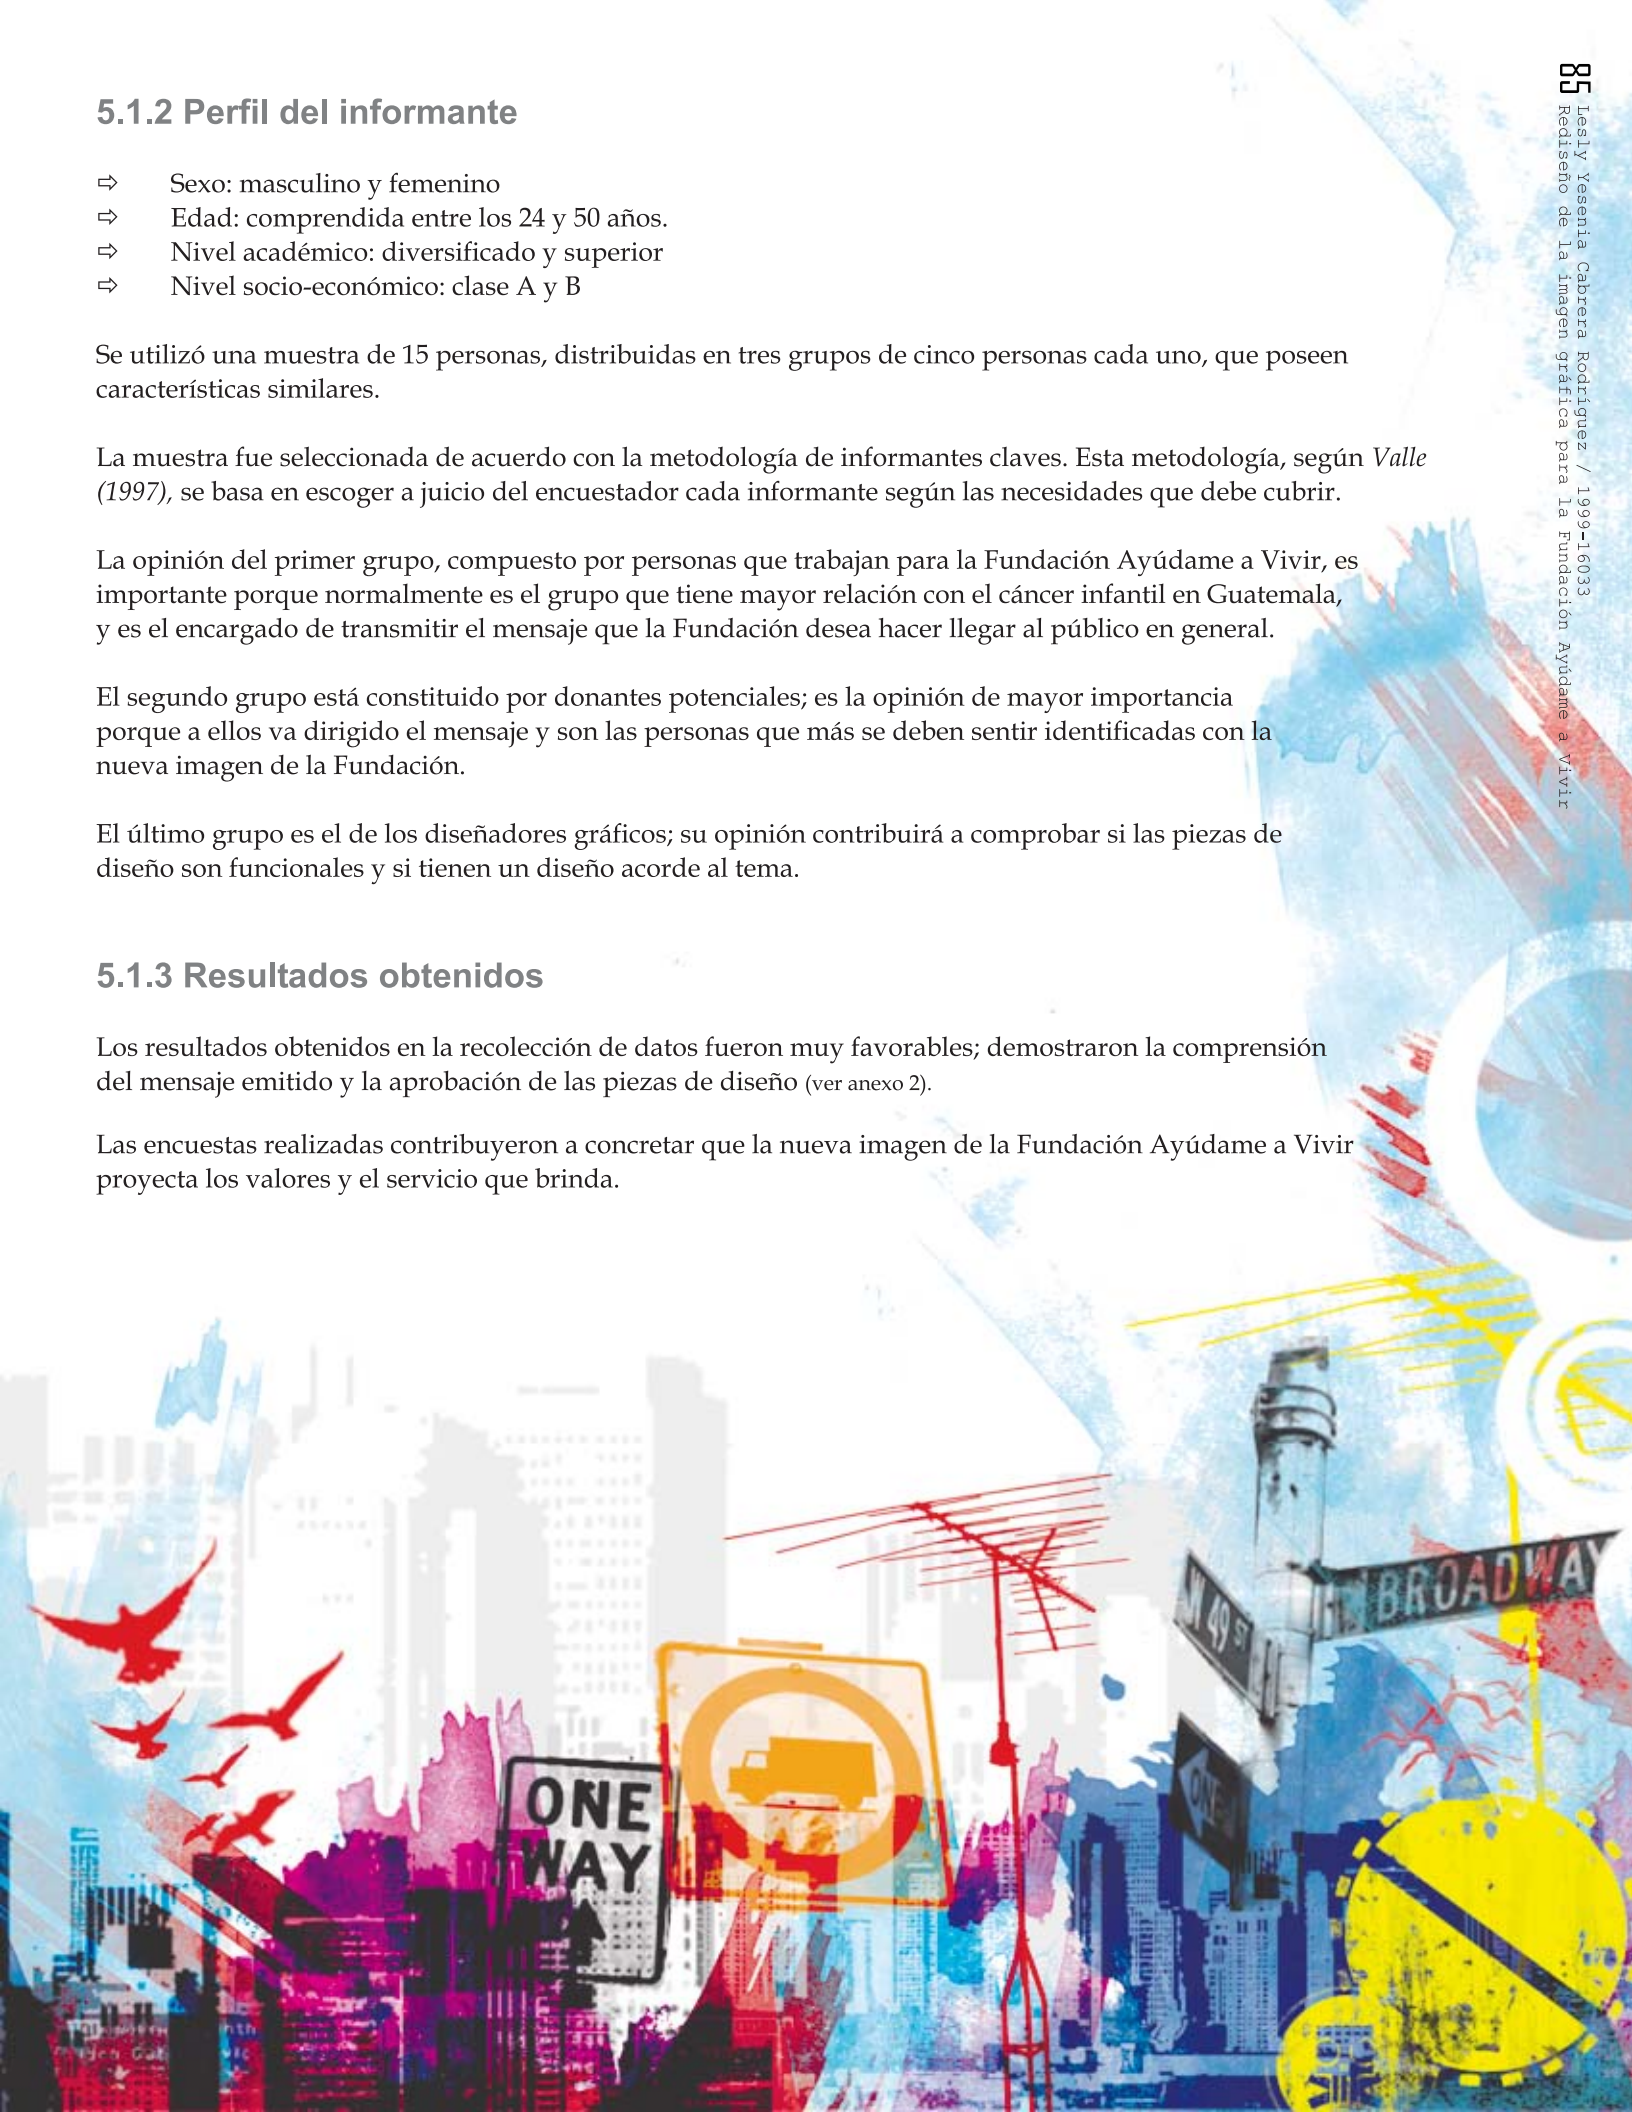 85
Lesly Yesenia Cabrera Rodríguez / 1999-16033
Rediseño de la imagen gráfica para la Fundación Ayúdame a Vivir
5.1.2 Perfil del informante
⇨ Sexo: masculino y femenino
⇨ Edad: comprendida entre los 24 y 50 años.
⇨ Nivel académico: diversificado y superior
⇨ Nivel socio-económico: clase A y B
Se utilizó una muestra de 15 personas, distribuidas en tres grupos de cinco personas cada uno, que poseen
características similares.
La muestra fue seleccionada de acuerdo con la metodología de informantes claves. Esta metodología, según Valle
(1997), se basa en escoger a juicio del encuestador cada informante según las necesidades que debe cubrir.
La opinión del primer grupo, compuesto por personas que trabajan para la Fundación Ayúdame a Vivir, es
importante porque normalmente es el grupo que tiene mayor relación con el cáncer infantil en Guatemala,
y es el encargado de transmitir el mensaje que la Fundación desea hacer llegar al público en general.
El segundo grupo está constituido por donantes potenciales; es la opinión de mayor importancia
porque a ellos va dirigido el mensaje y son las personas que más se deben sentir identificadas con la
nueva imagen de la Fundación.
El último grupo es el de los diseñadores gráficos; su opinión contribuirá a comprobar si las piezas de
diseño son funcionales y si tienen un diseño acorde al tema.
5.1.3 Resultados obtenidos
Los resultados obtenidos en la recolección de datos fueron muy favorables; demostraron la comprensión
del mensaje emitido y la aprobación de las piezas de diseño (ver anexo 2).
Las encuestas realizadas contribuyeron a concretar que la nueva imagen de la Fundación Ayúdame a Vivir
proyecta los valores y el servicio que brinda.
BROADWAY
W 49 ST
ONE
WAY
ONE